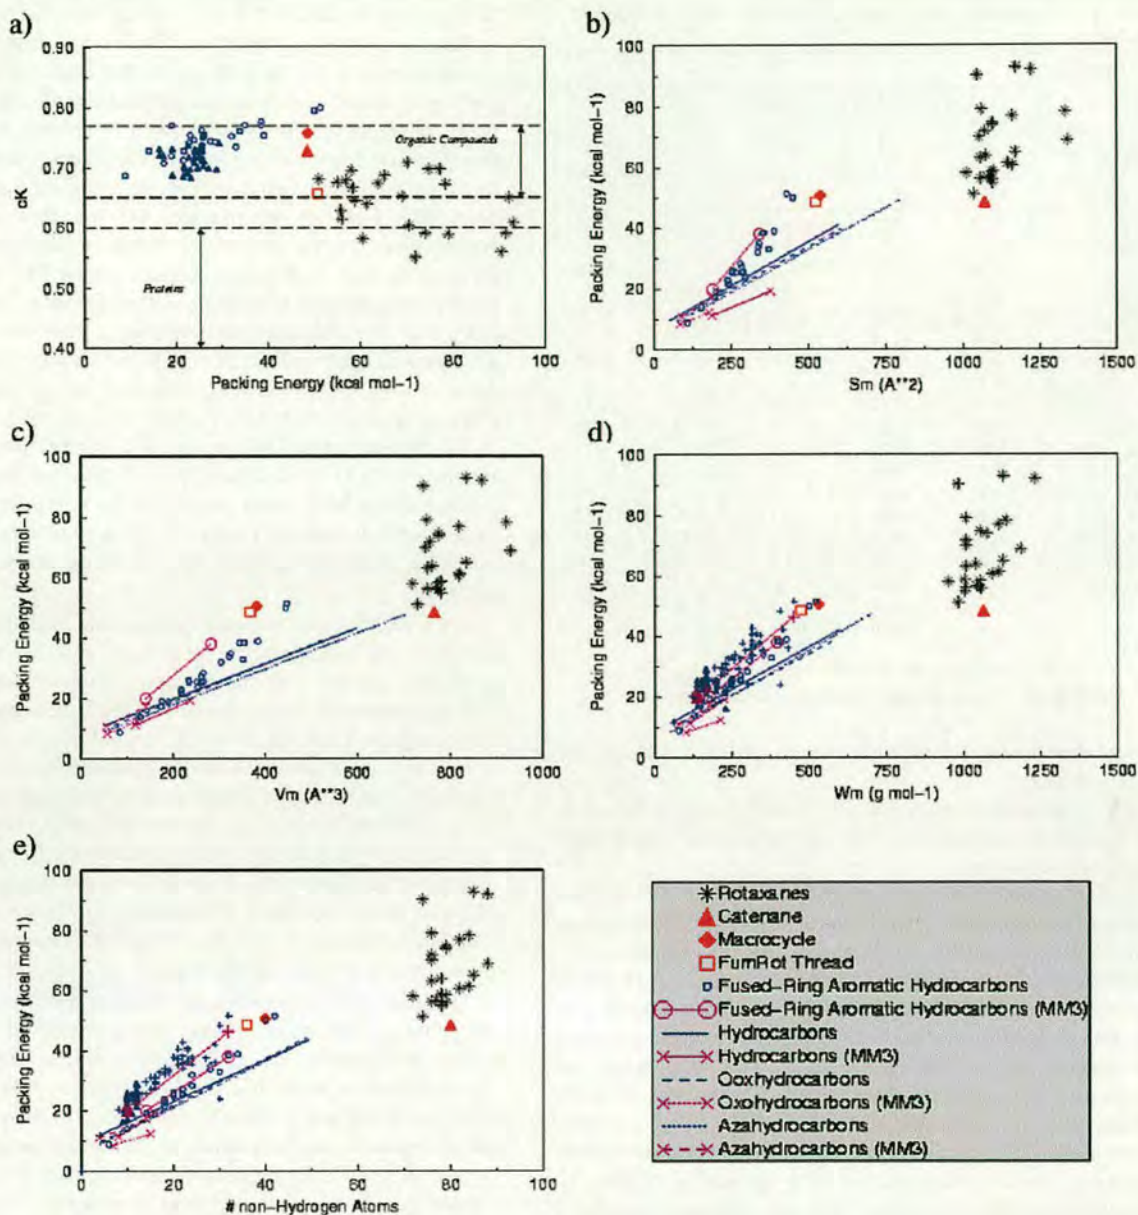 a)
0.90
0.80
0.70
0.60
0.50
0.40
cK
Organic Compounds
Proteins
0 20 40 60 80 100
Packing Energy (kcal mol-1)
b)
100
80
60
40
20
0
Packing Energy (kcal mol-1)
0 250 500 750 1000 1250 1500
Sm (A**2)
c)
100
80
60
40
20
0
Packing Energy (kcal mol-1)
0 200 400 600 800 1000
Vm (A**3)
d)
100
80
60
40
20
0
Packing Energy (kcal mol-1)
0 250 500 750 1000 1250 1500
Wm (g mol-1)
e)
100
80
60
40
20
0
Packing Energy (kcal mol-1)
0 20 40 60 80 100
# non-Hydrogen Atoms
Rotaxanes
Catenane
Macrocycle
FumRot Thread
Fused-Ring Aromatic Hydrocarbons
Fused-Ring Aromatic Hydrocarbons (MM3)
Hydrocarbons
Hydrocarbons (MM3)
Ooxhydrocarbons
Oxohydrocarbons (MM3)
Azahydrocarbons
Azahydrocarbons (MM3)